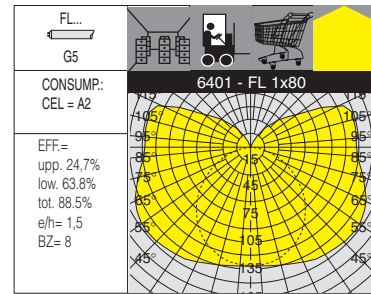 FL...
G5
CONSUMP.:
CEL = A2
EFF.=
upp. 24,7%
low. 63.8%
tot. 88.5%
e/h= 1,5
BZ= 8
6401 - FL 1x80
115° 115°
105° 105°
95° 95°
85° 85°
75° 75°
65° 65°
55° 55°
45° 45°
15
45
75
105
135